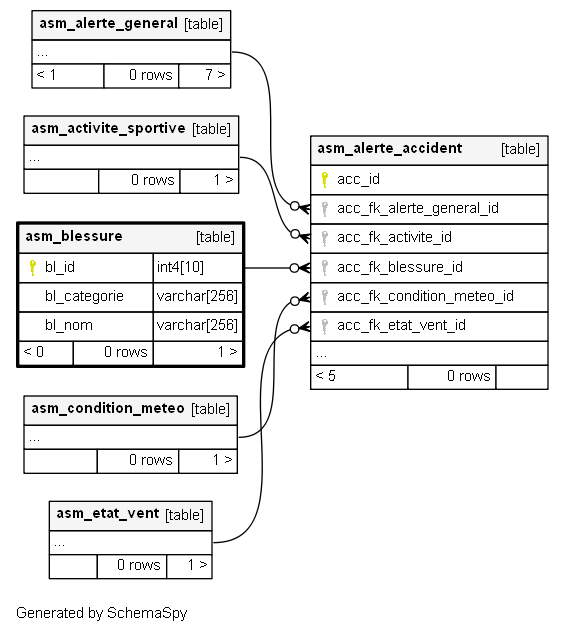 asm_alerte_general [table]
...
< 1 0 rows 7 >
asm_activite_sportive [table]
...
0 rows 1 >
asm_blessure [table]
bl_id int4[10]
bl_categorie varchar[256]
bl_nom varchar[256]
< 0 0 rows 1 >
asm_condition_meteo [table]
...
0 rows 1 >
asm_etat_vent [table]
...
0 rows 1 >
asm_alerte_accident [table]
acc_id
acc_fk_alerte_general_id
acc_fk_activite_id
acc_fk_blessure_id
acc_fk_condition_meteo_id
acc_fk_etat_vent_id
...
< 5 0 rows
Generated by SchemaSpy